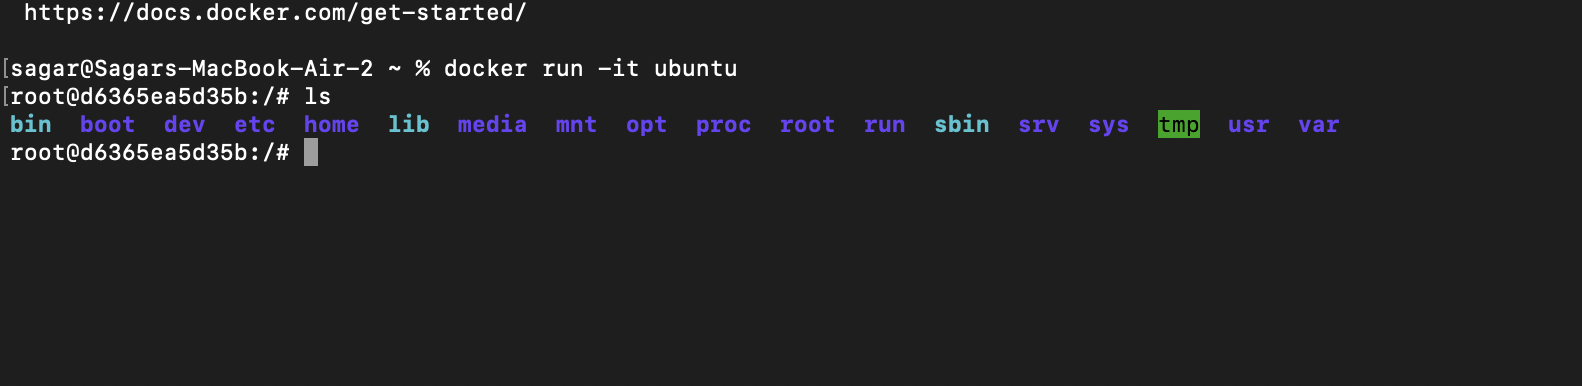 https://docs.docker.com/get-started/
[sagar@Sagars-MacBook-Air-2 ~ % docker run -it ubuntu
[root@d6365ea5d35b:/# ls
bin boot dev etc home lib media mnt opt proc root run sbin srv sys tmp usr var
root@d6365ea5d35b:/#